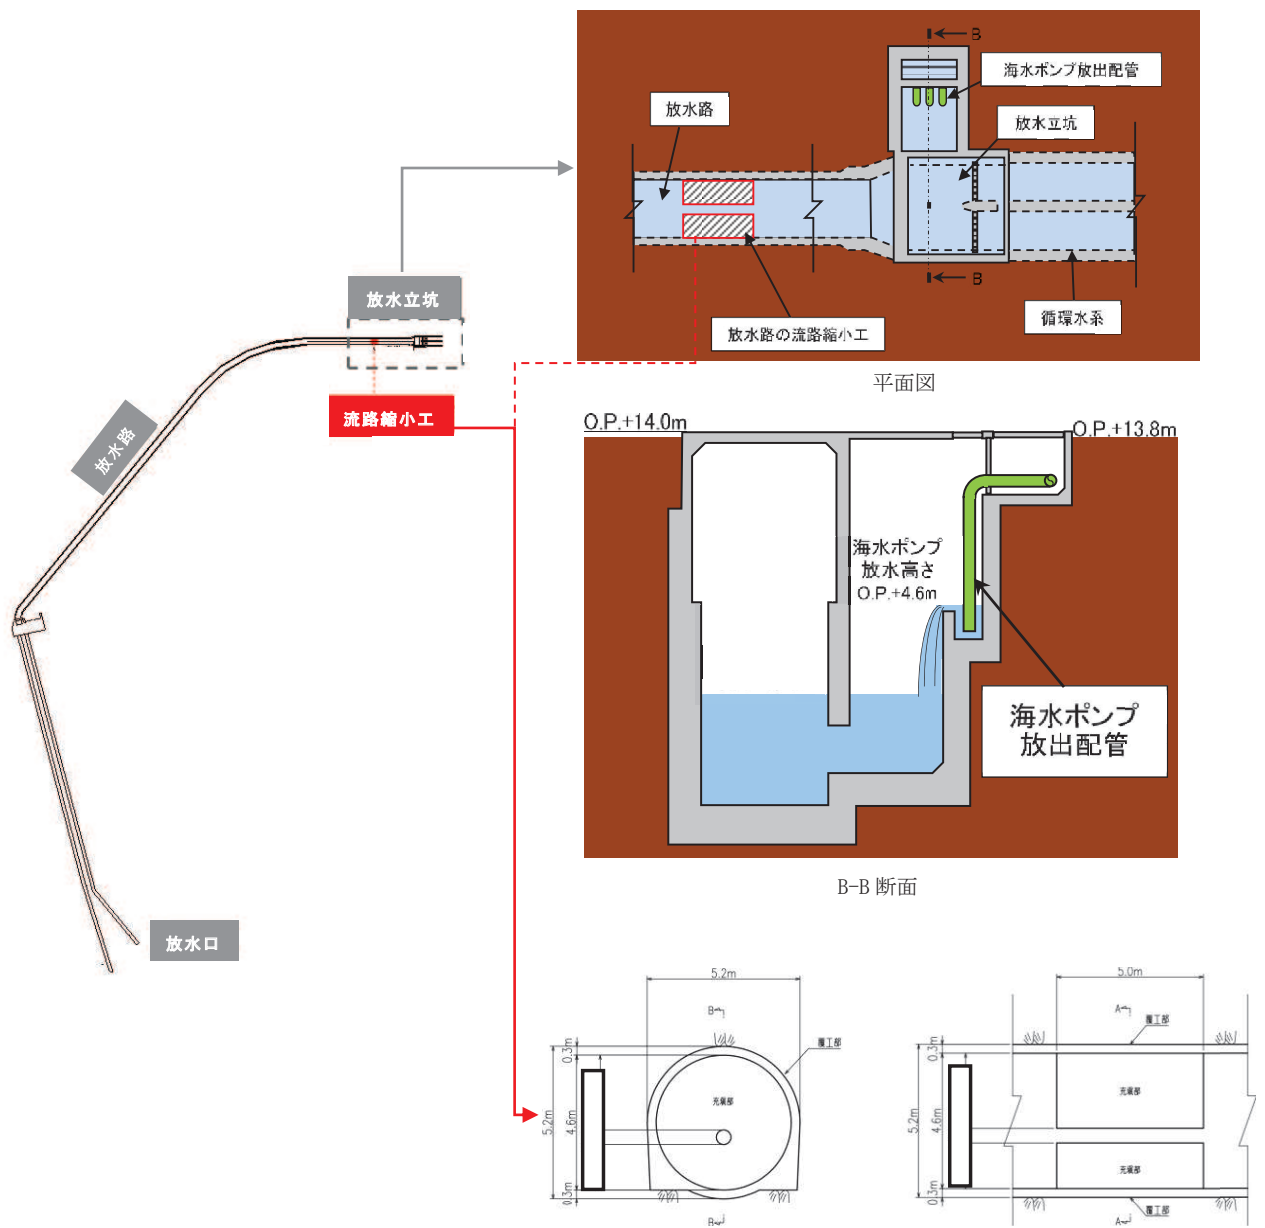 B
海水ポンプ放出配管
放水路
放水立坑
B
放水路の流路縮小工
循環水系
平面図
放水立坑
流路縮小工
放水路
放水口
O.P.+14.0m
O.P.+13.8m
海水ポンプ
放水高さ
O.P.+4.6m
海水ポンプ
放出配管
B-B 断面
5.2m
B
覆工部
0.3m
充填部
5.2m
4.6m
0.3m
B
5.0m
A
覆工部
0.3m
充填部
5.2m
4.6m
充填部
0.3m
覆工部
A